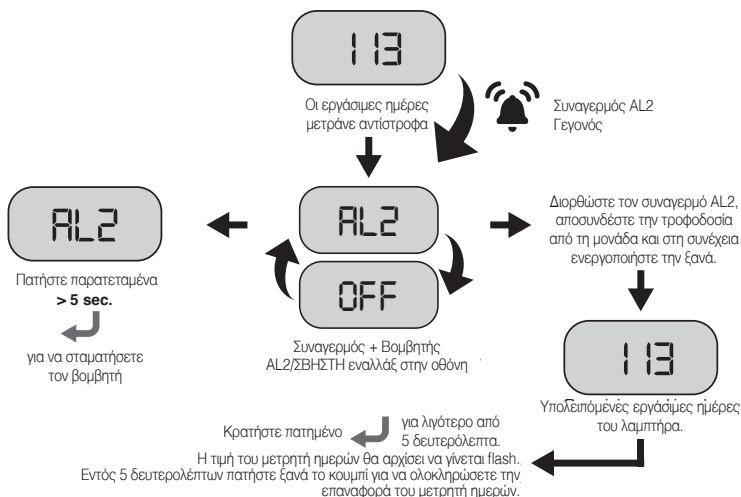 113
Οι εργάσιμες ημέρες
μετράνε αντίστροφα
Συναγερμός AL2
Γεγονός
AL2
Πατήστε παρατεταμένα
> 5 sec.
για να σταματήσετε
τον βομβητή
AL2
OFF
Συναγερμός + Βομβητής
AL2/ΣΒΗΣΤΗ εναλλάξ στην οθόνη
Διορθώστε τον συναγερμό AL2,
αποσυνδέστε την τροφοδοσία
από τη μονάδα και στη συνέχεια
ενεργοποιήστε την ξανά.
113
Υπολειπόμενές εργάσιμες ημέρες
του λαμπτήρα.
Κρατήστε πατημένο
για λιγότερο από
5 δευτερόλεπτα.
Η τιμή του μετρητή ημερών θα αρχίσει να γίνεται flash.
Εντός 5 δευτερολέπτων πατήστε ξανά το κουμπί για να ολοκληρώσετε την
επαναφορά του μετρητή ημερών.